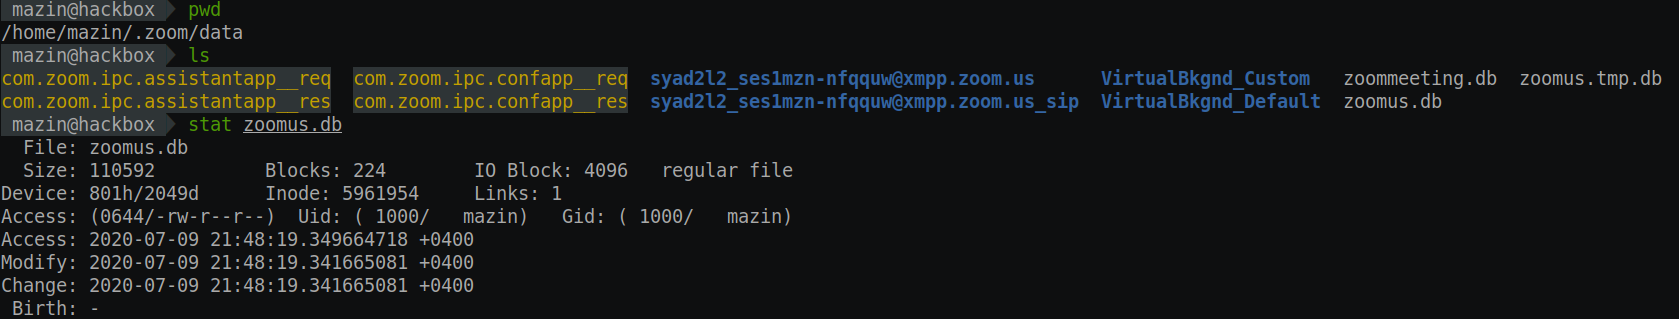 mazin@hackbox pwd
/home/mazin/.zoom/data
mazin@hackbox ls
com.zoom.ipc.assistantapp__req com.zoom.ipc.confapp__req syad2l2_ses1mzn-nfqquw@xmpp.zoom.us VirtualBkgnd_Custom zoommeeting.db zoomus.tmp.db
com.zoom.ipc.assistantapp__res com.zoom.ipc.confapp__res syad2l2_ses1mzn-nfqquw@xmpp.zoom.us_sip VirtualBkgnd_Default zoomus.db
mazin@hackbox stat zoomus.db
File: zoomus.db
Size: 110592 Blocks: 224 IO Block: 4096 regular file
Device: 801h/2049d Inode: 5961954 Links: 1
Access: (0644/-rw-r--r--) Uid: ( 1000/ mazin) Gid: ( 1000/ mazin)
Access: 2020-07-09 21:48:19.349664718 +0400
Modify: 2020-07-09 21:48:19.341665081 +0400
Change: 2020-07-09 21:48:19.341665081 +0400
Birth: -